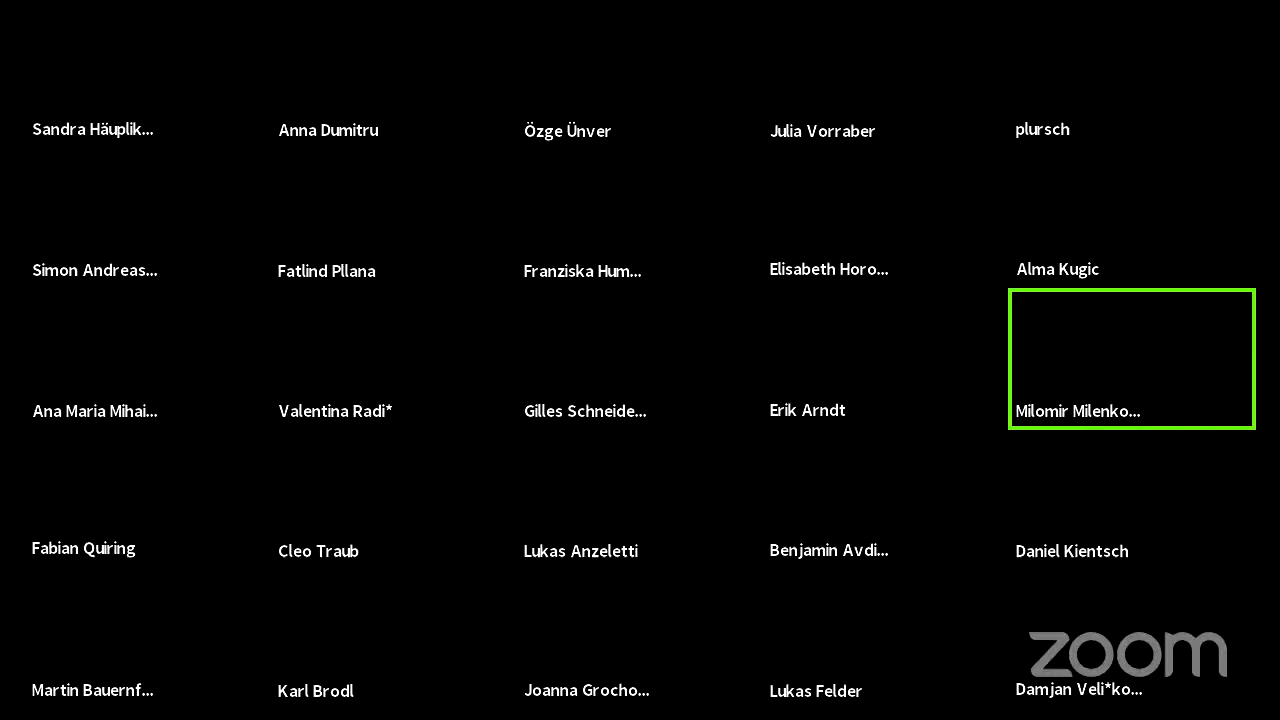 Sandra Häuplik...
Anna Dumitru
Özge Ünver
Julia Vorraber
plursch
Simon Andreas...
Fatlind Pllana
Franziska Hum...
Elisabeth Horo...
Alma Kugic
Ana Maria Mihai...
Valentina Radi*
Gilles Schneide...
Erik Arndt
Milomir Milenko...
Fabian Quiring
Cleo Traub
Lukas Anzeletti
Benjamin Avdi...
Daniel Kientsch
zoom
Martin Bauernf...
Karl Brodl
Joanna Grocho...
Lukas Felder
Damjan Veli*ko...